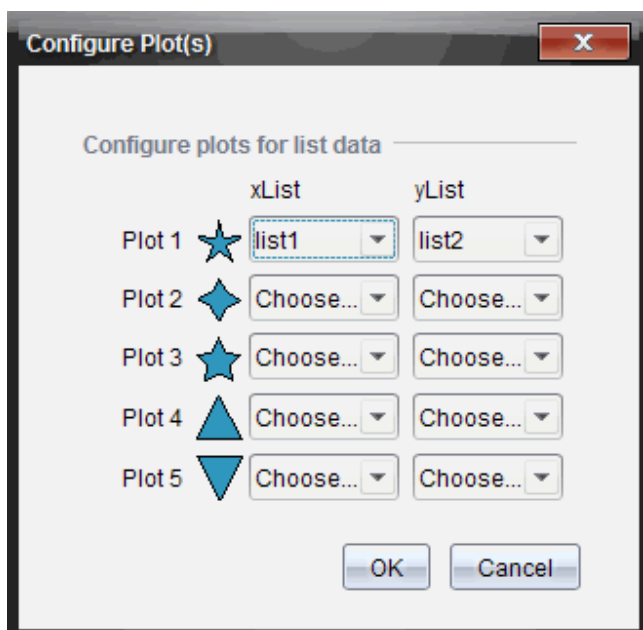 Configure Plot(s)
Configure plots for list data
xList yList
Plot 1 list1 list2
Plot 2 Choose... Choose...
Plot 3 Choose... Choose...
Plot 4 Choose... Choose...
Plot 5 Choose... Choose...
OK Cancel